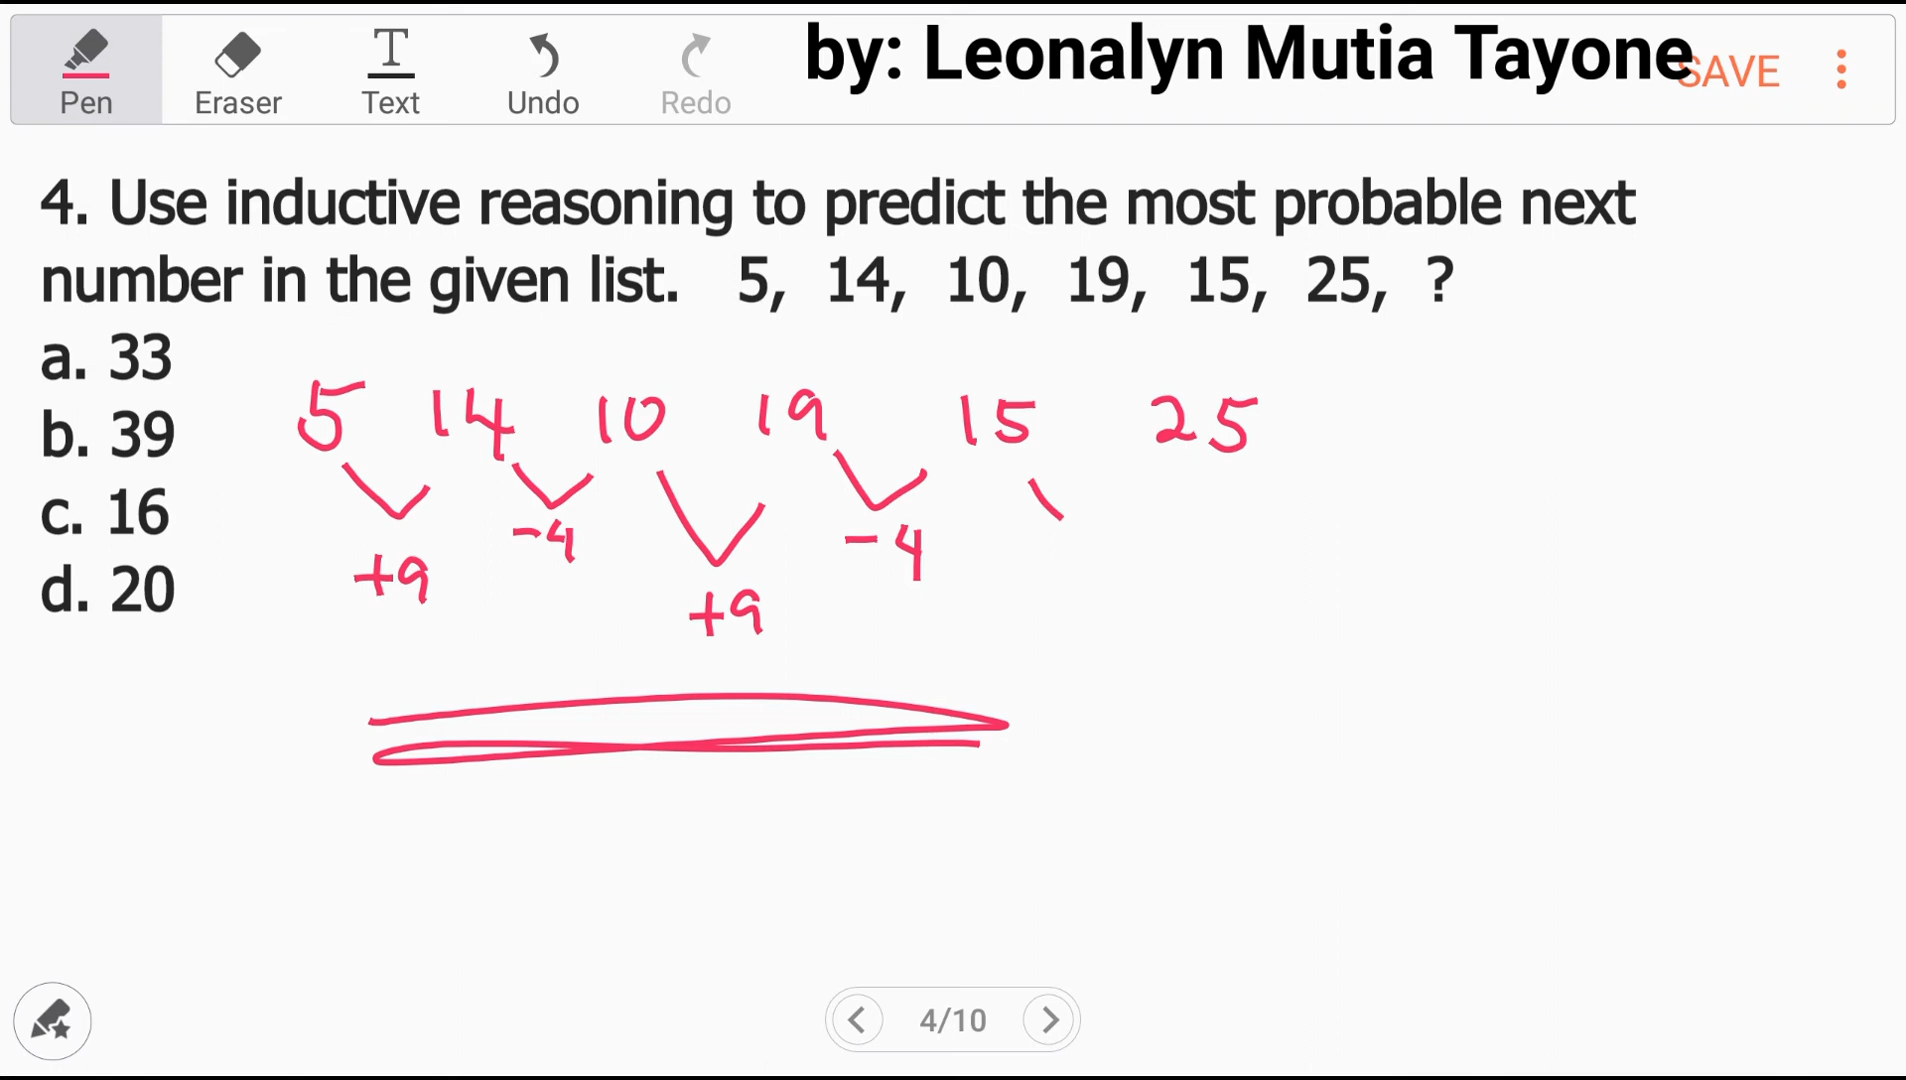 by: Leonalyn Mutia Tayone
SAVE
Pen
Eraser
Text
Undo
Redo
4. Use inductive reasoning to predict the most probable next
number in the given list. 5, 14, 10, 19, 15, 25, ?
a. 33
b. 39
c. 16
d. 20
5 14 10 19 15 25
+9 -4 +9 -4
4/10